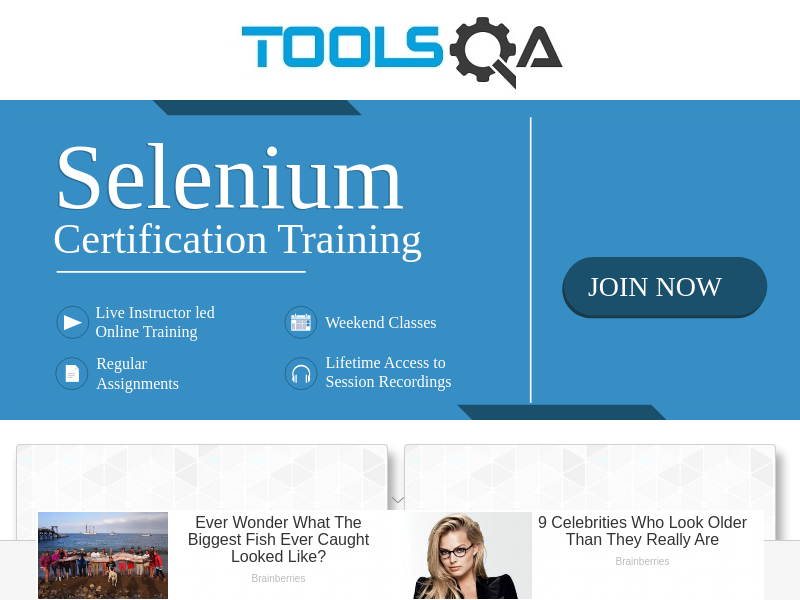 TOOLSQA
Selenium
Certification Training
JOIN NOW
Live Instructor led
Online Training
Weekend Classes
Regular
Assignments
Lifetime Access to
Session Recordings
Ever Wonder What The
Biggest Fish Ever Caught
Looked Like?
Brainberries
9 Celebrities Who Look Older
Than They Really Are
Brainberries